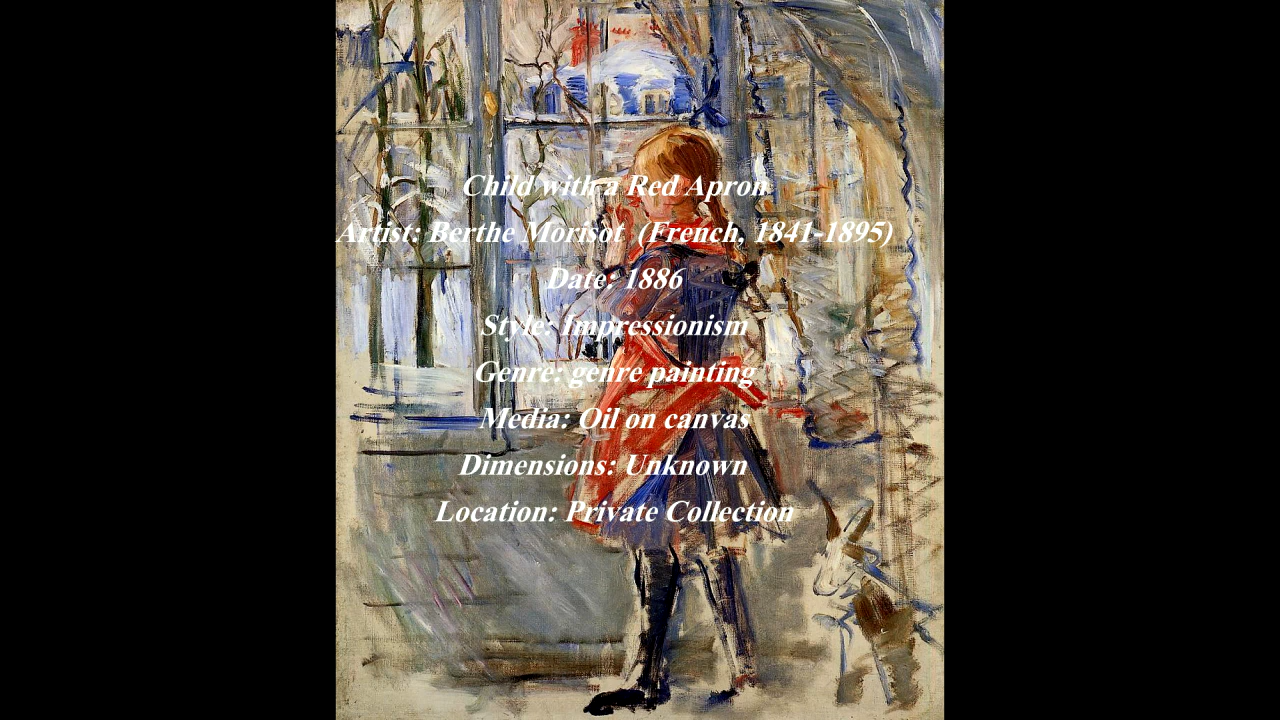 Child with a Red Apron
Artist: Berthe Morisot (French, 1841-1895)
Date: 1886
Style: Impressionism
Genre: genre painting
Media: Oil on canvas
Dimensions: Unknown
Location: Private Collection